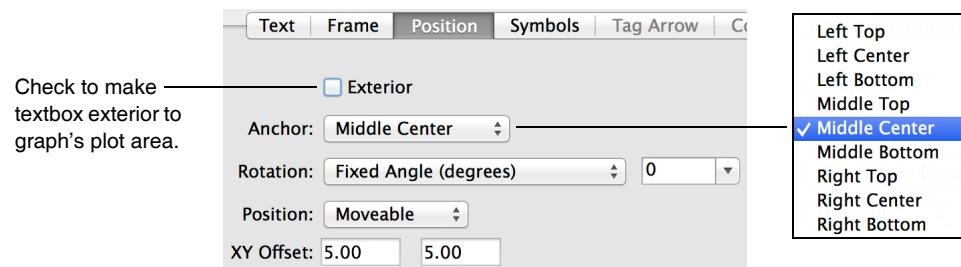 Text Frame Position Symbols Tag Arrow
Check to make
textbox exterior to
graph's plot area.
Exterior
Anchor: Middle Center
Rotation: Fixed Angle (degrees) 0
Position: Moveable
XY Offset: 5.00 5.00
Left Top
Left Center
Left Bottom
Middle Top
✓ Middle Center
Middle Bottom
Right Top
Right Center
Right Bottom